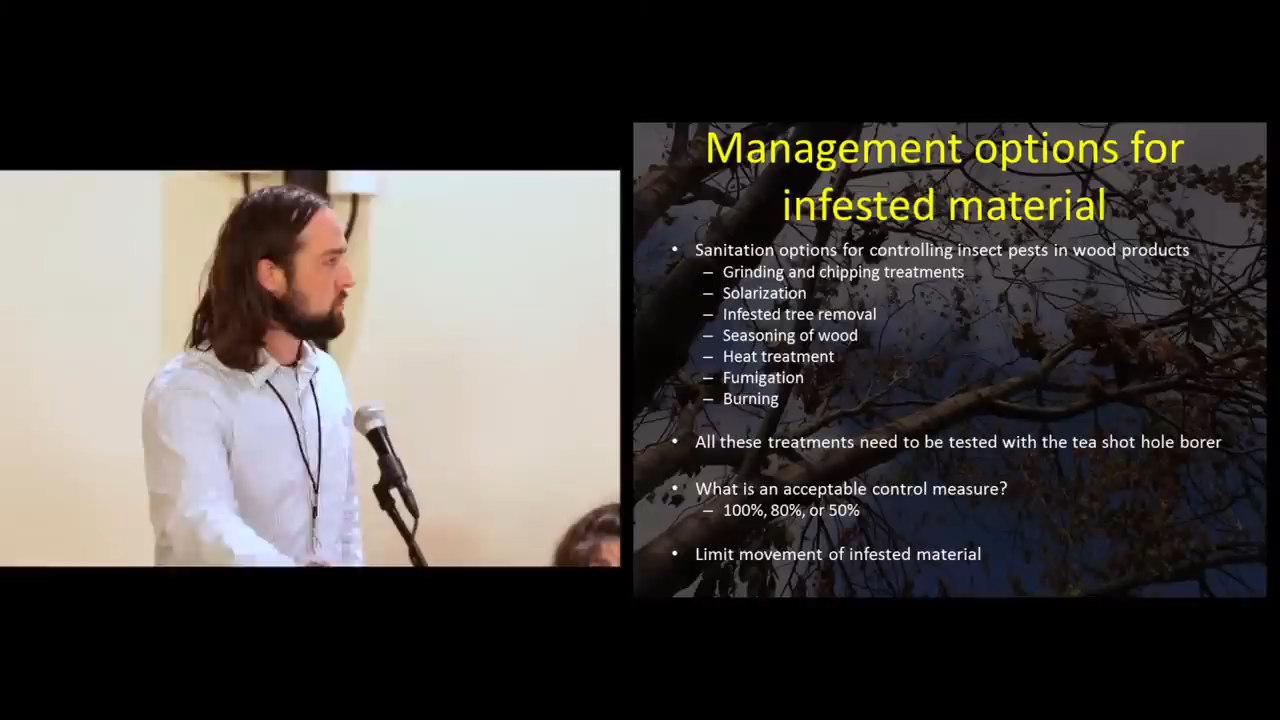 Management options for
infested material
• Sanitation options for controlling insect pests in wood products
– Grinding and chipping treatments
– Solarization
– Infested tree removal
– Seasoning of wood
– Heat treatment
– Fumigation
– Burning
• All these treatments need to be tested with the tea shot hole borer
• What is an acceptable control measure?
– 100%, 80%, or 50%
• Limit movement of infested material